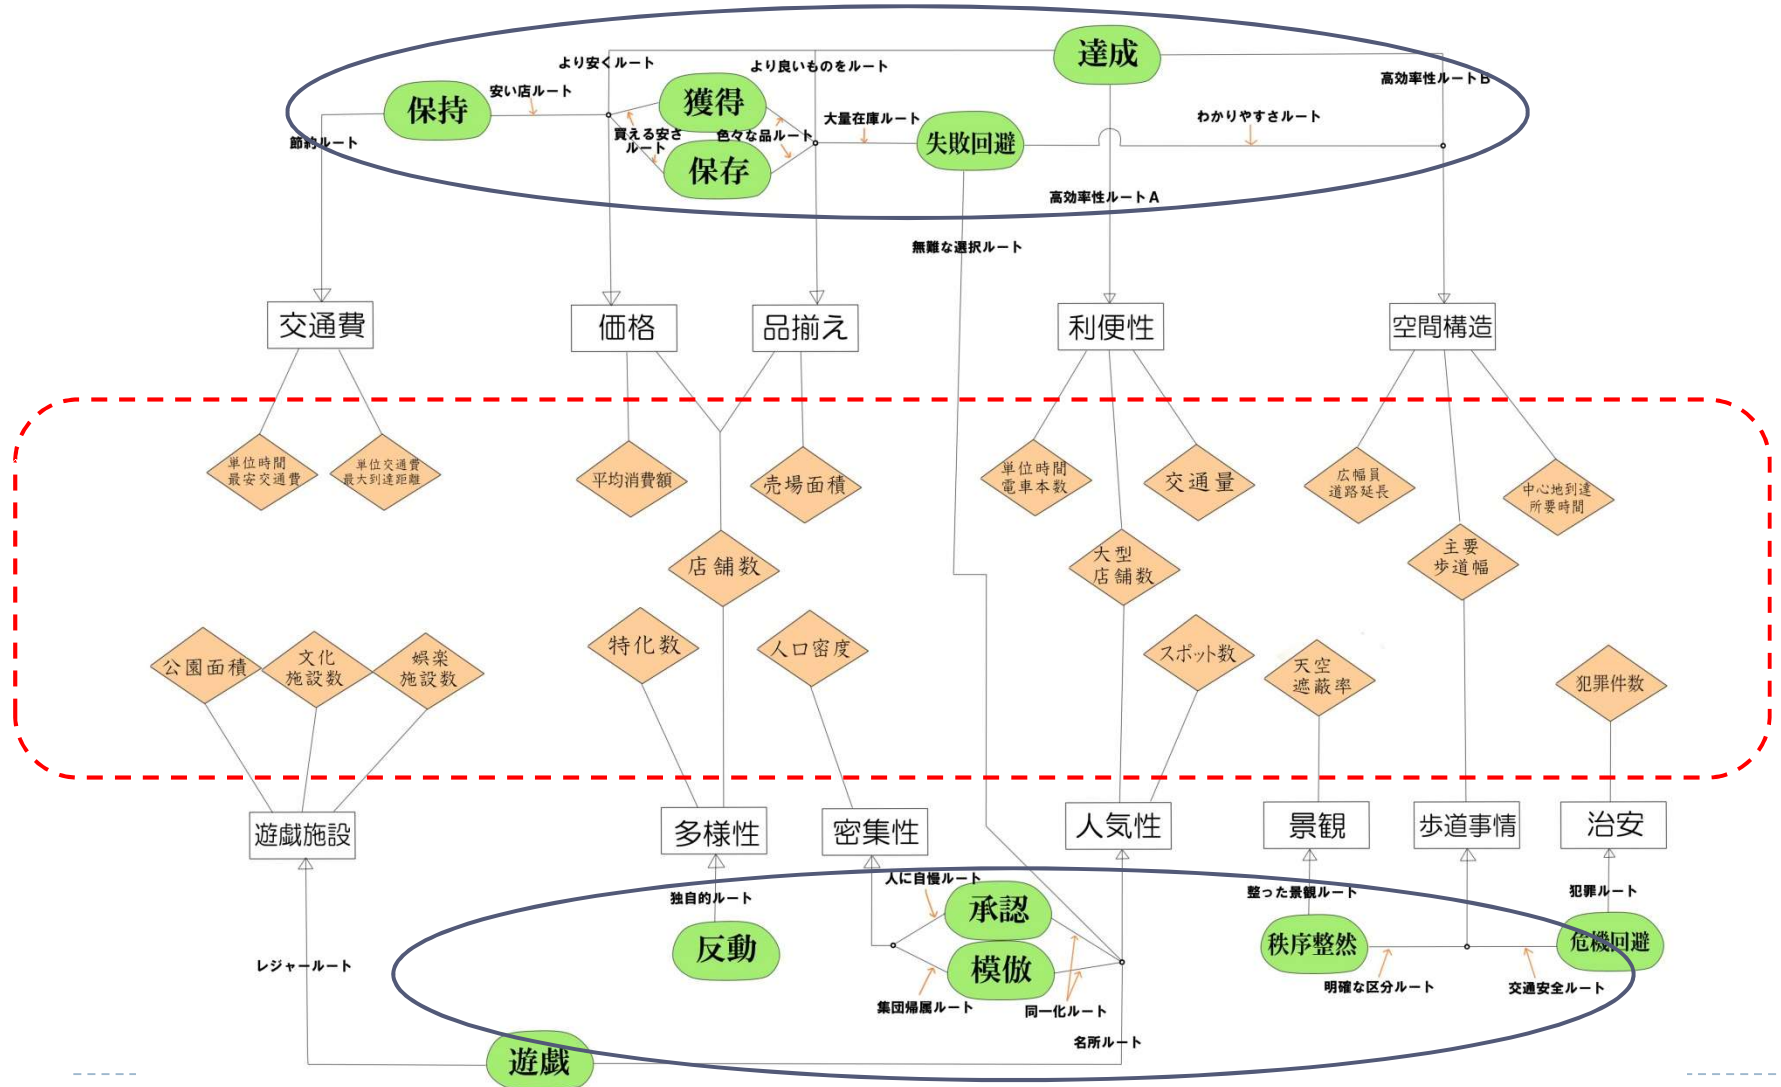 達成
より安くルート
より良いものをルート
高効率性ルートB
保持
安い店ルート
獲得
大量在庫ルート
わかりやすさルート
節約ルート
買える安さ
ルート
色々な品ルート
失敗回避
保存
高効率性ルートA
無難な選択ルート
交通費
価格
品揃え
利便性
空間構造
単位時間
最安交通費
単位交通費
最大到達距離
平均消費額
売場面積
単位時間
電車本数
交通量
広幅員
道路延長
中心地到達
所要時間
店舗数
大型
店舗数
主要
歩道幅
公園面積
文化
施設数
娯楽
施設数
特化数
人口密度
スポット数
天空
遮蔽率
犯罪件数
遊戯施設
多様性
密集性
人気性
景観
歩道事情
治安
独自的ルート
人に自慢ルート
整った景観ルート
犯罪ルート
承認
反動
模倣
秩序整然
危機回避
レジャールート
集団帰属ルート
同一化ルート
明確な区分ルート
交通安全ルート
名所ルート
遊戯